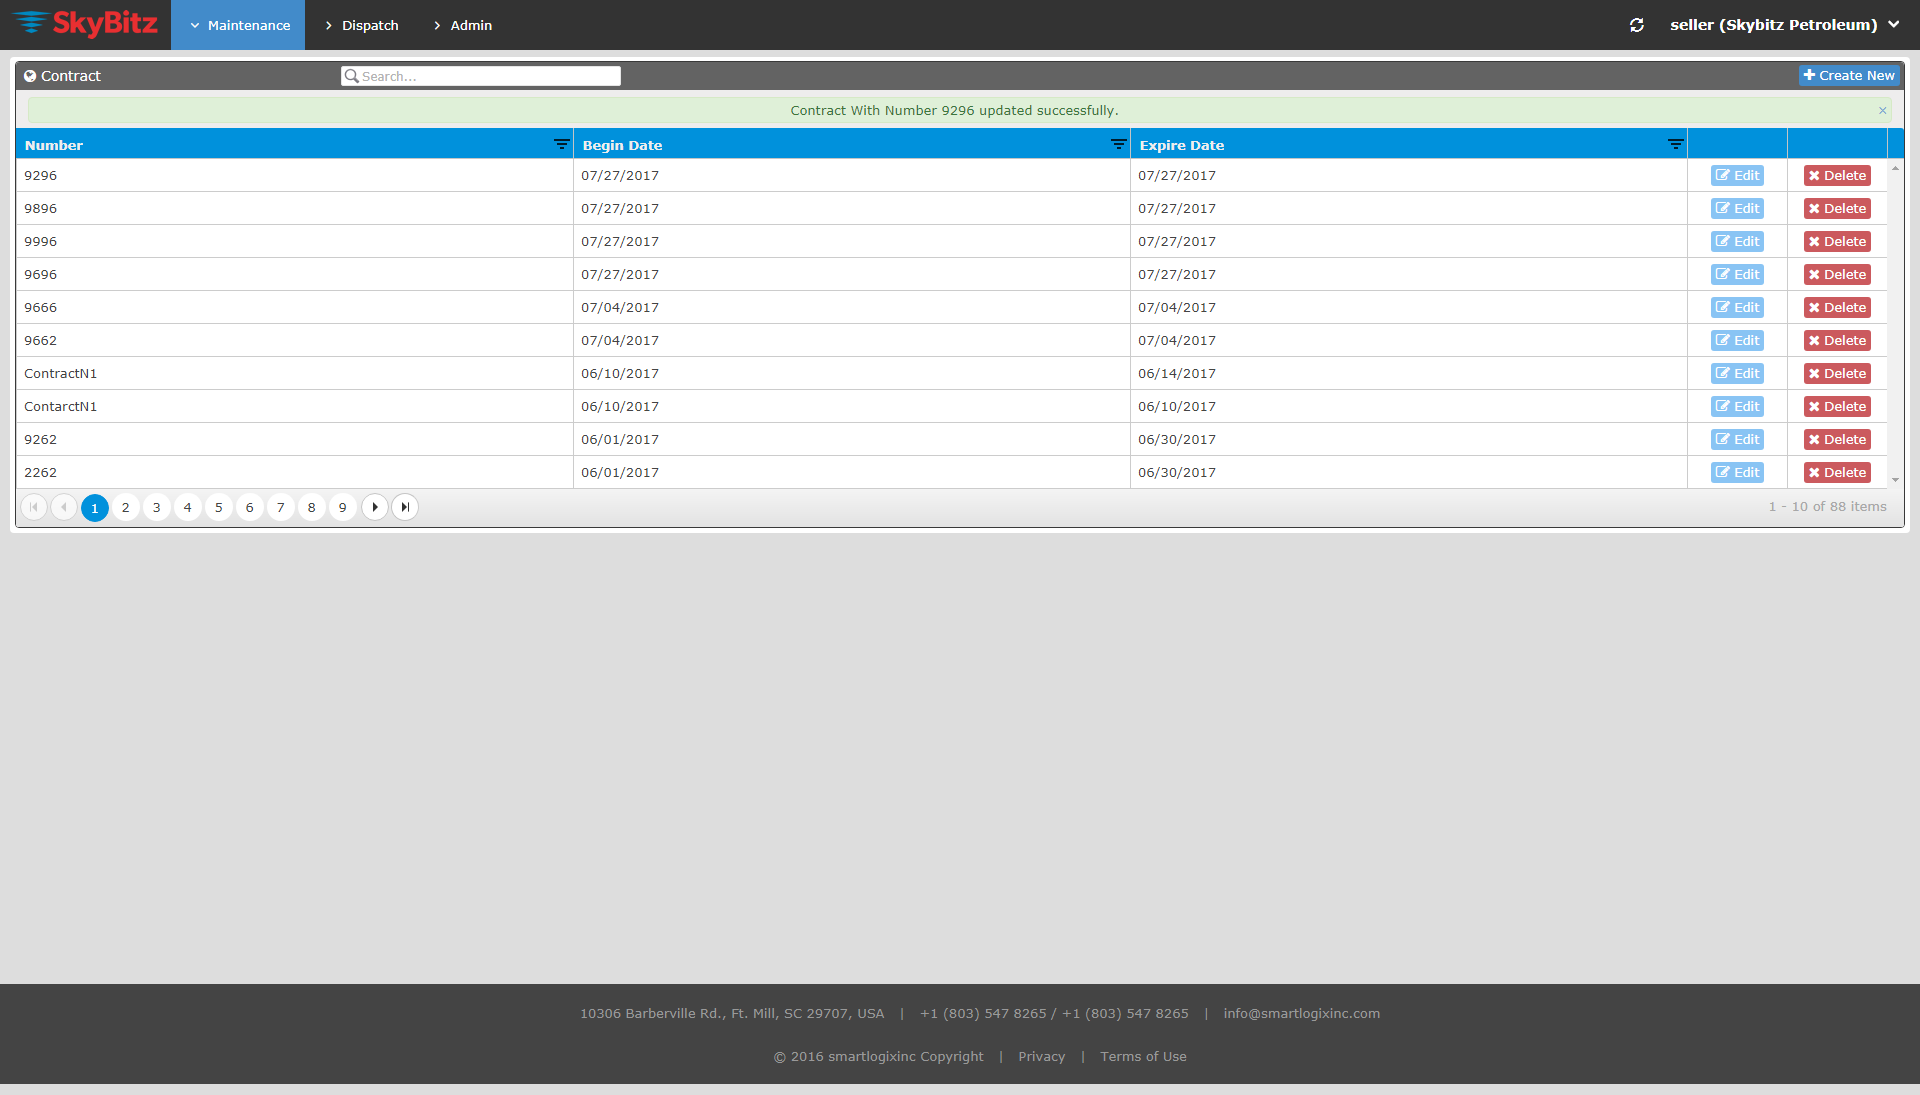 SkyBitz Maintenance Dispatch Admin seller (Skybitz Petroleum)
Contract Search... Create New
Contract With Number 9296 updated successfully. ×
Number Begin Date Expire Date
9296 07/27/2017 07/27/2017 Edit Delete
9896 07/27/2017 07/27/2017 Edit Delete
9996 07/27/2017 07/27/2017 Edit Delete
9696 07/27/2017 07/27/2017 Edit Delete
9666 07/04/2017 07/04/2017 Edit Delete
9662 07/04/2017 07/04/2017 Edit Delete
ContractN1 06/10/2017 06/14/2017 Edit Delete
ContarctN1 06/10/2017 06/10/2017 Edit Delete
9262 06/01/2017 06/30/2017 Edit Delete
2262 06/01/2017 06/30/2017 Edit Delete
1 2 3 4 5 6 7 8 9 1 - 10 of 88 items
10306 Barberville Rd., Ft. Mill, SC 29707, USA | +1 (803) 547 8265 / +1 (803) 547 8265 | info@smartlogixinc.com
© 2016 smartlogixinc Copyright | Privacy | Terms of Use